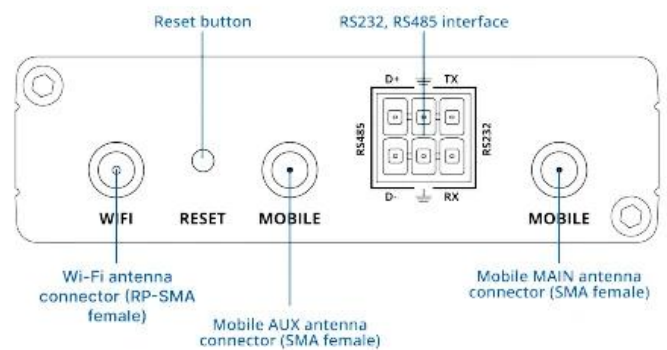 Reset button
RS232, RS485 interface
D+
TX
RS485
RS232
D-
RX
WIFI
RESET
MOBILE
MOBILE
Wi-Fi antenna
connector (RP-SMA
female)
Mobile AUX antenna
connector (SMA female)
Mobile MAIN antenna
connector (SMA female)